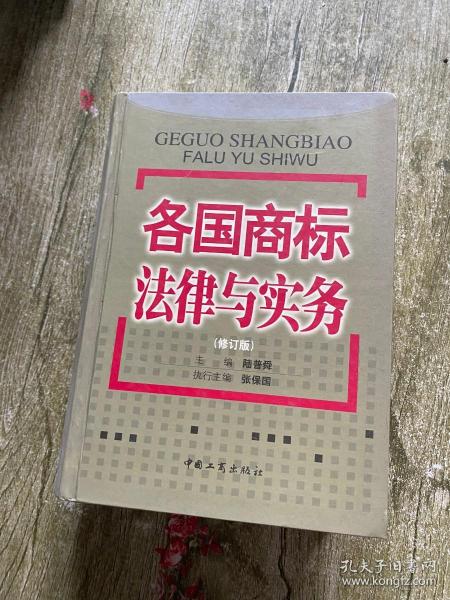 GEGUO SHANGBIAO
FALU YU SHIWU
各国商标
法律与实务
(修订版)
主 编 陆普舜
执行主编 张保国
中国工商出版社
孔夫子旧书网
www.kongfz.com